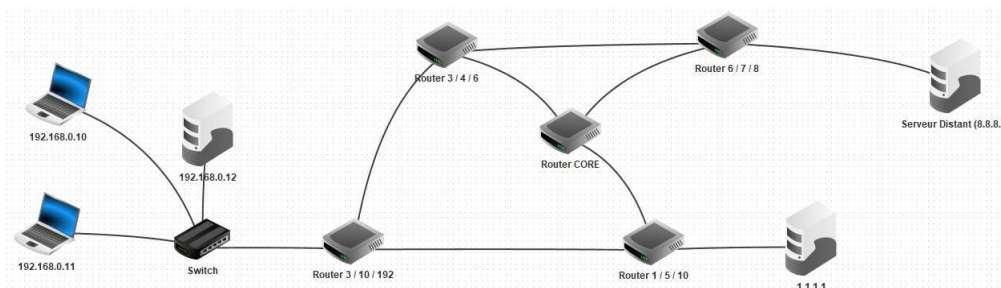 Router 3 / 4 / 6
Router 6 / 7 / 8
192.168.0.10
Serveur Distant (8.8.8.
Router CORE
192.168.0.12
192.168.0.11
Switch
Router 3 / 10 / 192
Router 1 / 5 / 10
1.1.1.1